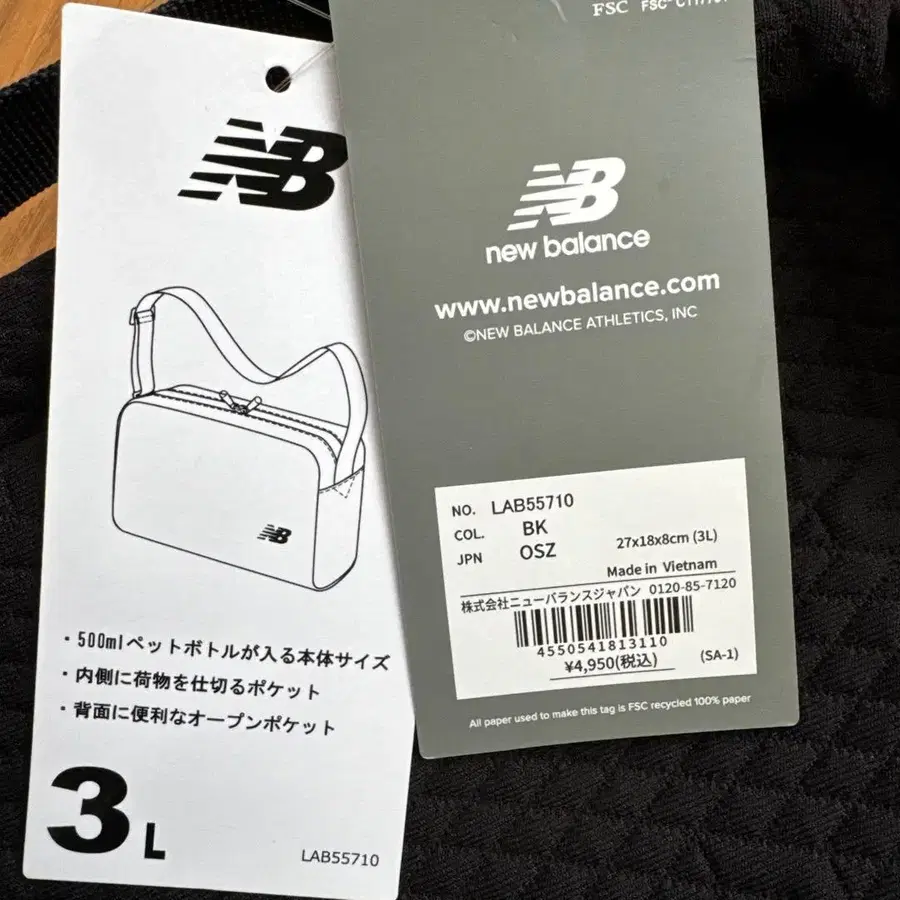 NB
NB
・500mlペットボトルが入る本体サイズ
・内側に荷物を仕切るポケット
・背面に便利なオープンポケット
3L
LAB55710
FSC
NB
new balance
www.newbalance.com
©NEW BALANCE ATHLETICS, INC
NO. LAB55710
COL. BK
JPN OSZ 27x18x8cm (3L)
Made in Vietnam
株式会社ニューバランスジャパン 0120-85-7120
4550541813110
¥4,950(税込) (SA-1)
All paper used to make this tag is FSC recycled 100% paper